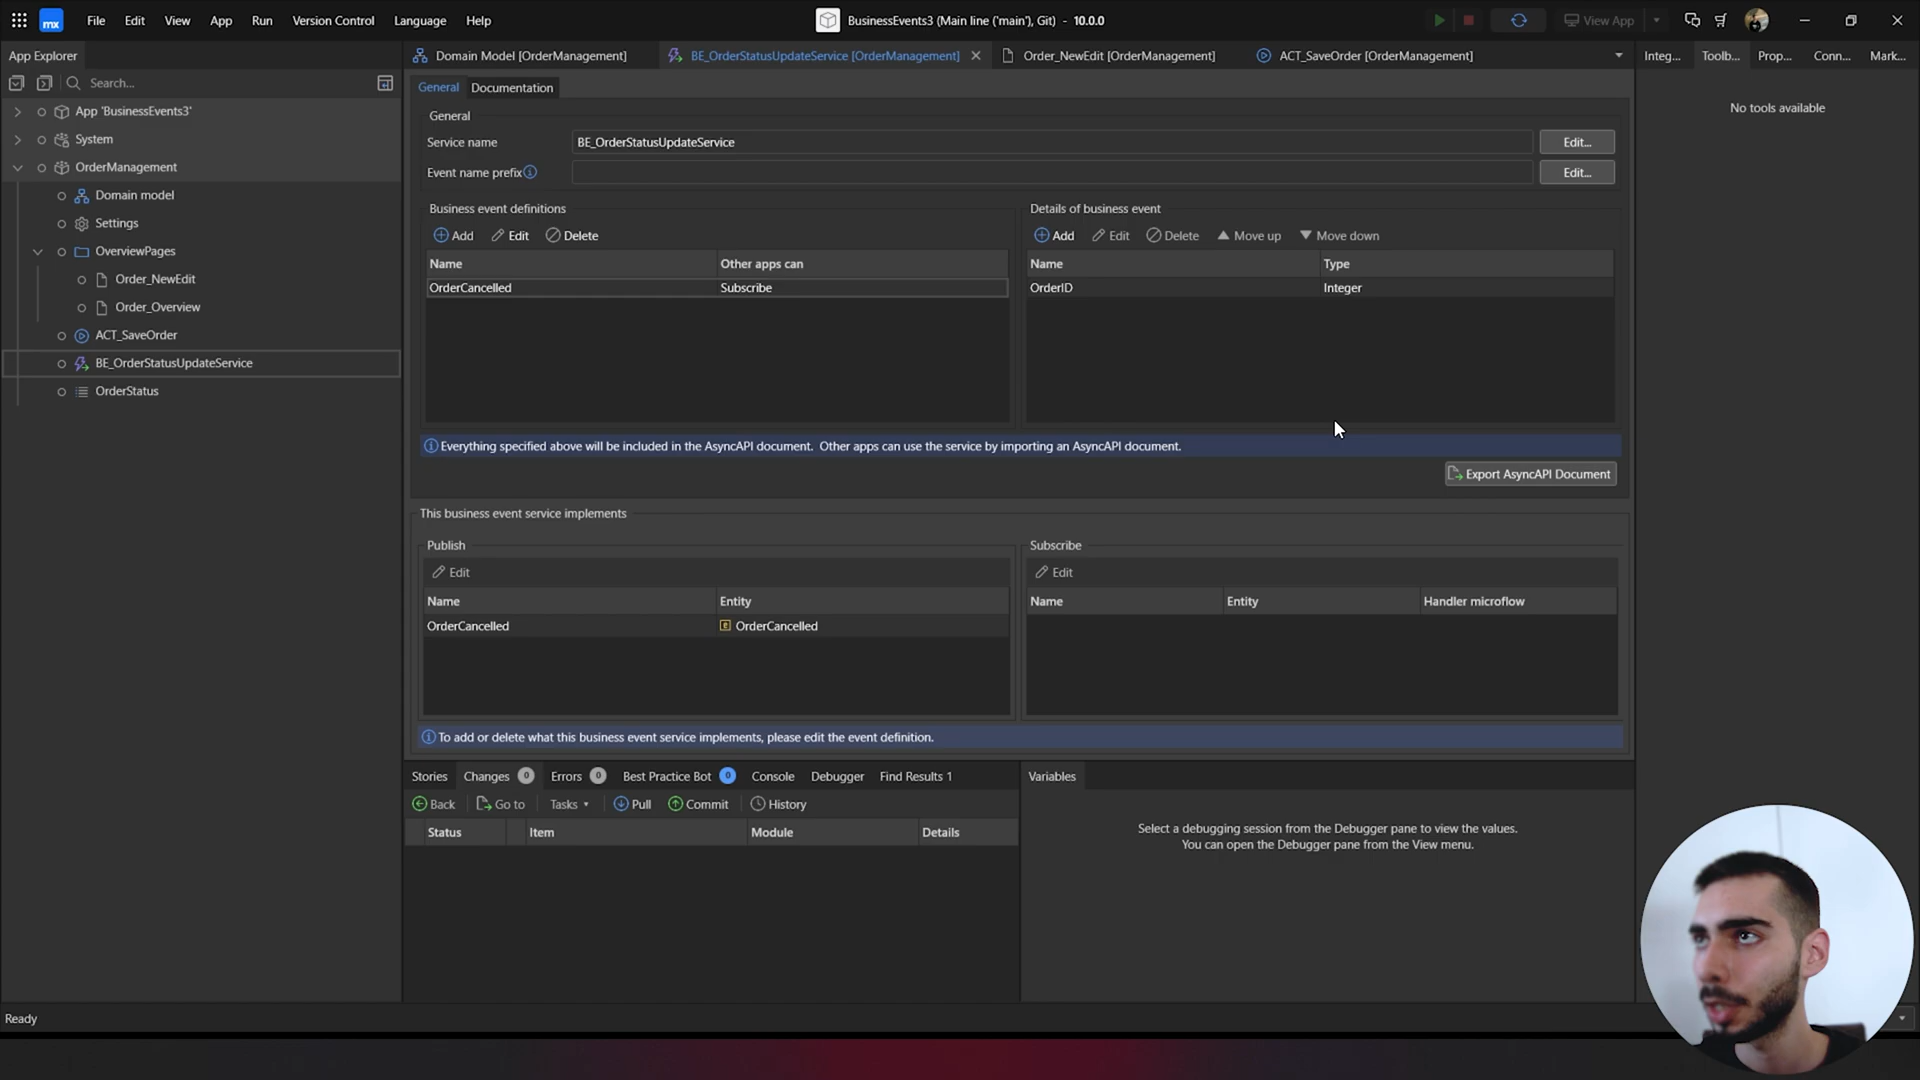 mx File Edit View App Run Version Control Language Help
BusinessEvents3 (Main line ('main'), Git) - 10.0.0
View App
App Explorer
Domain Model [OrderManagement]
BE_OrderStatusUpdateService [OrderManagement]
Order_NewEdit [OrderManagement]
ACT_SaveOrder [OrderManagement]
Integ... Toolb... Prop... Conn... Mark...
Search...
General Documentation
No tools available
App 'BusinessEvents3'
System
OrderManagement
Domain model
Settings
OverviewPages
Order_NewEdit
Order_Overview
ACT_SaveOrder
BE_OrderStatusUpdateService
OrderStatus
General
Service name BE_OrderStatusUpdateService Edit...
Event name prefix Edit...
Business event definitions
Add Edit Delete
Name Other apps can
OrderCancelled Subscribe
Details of business event
Add Edit Delete Move up Move down
Name Type
OrderID Integer
Everything specified above will be included in the AsyncAPI document. Other apps can use the service by importing an AsyncAPI document.
Export AsyncAPI Document
This business event service implements
Publish
Edit
Name Entity
OrderCancelled OrderCancelled
Subscribe
Edit
Name Entity Handler microflow
To add or delete what this business event service implements, please edit the event definition.
Stories Changes 0 Errors 0 Best Practice Bot 0 Console Debugger Find Results 1
Back Go to Tasks Pull Commit History
Status Item Module Details
Variables
Select a debugging session from the Debugger pane to view the values.
You can open the Debugger pane from the View menu.
Ready